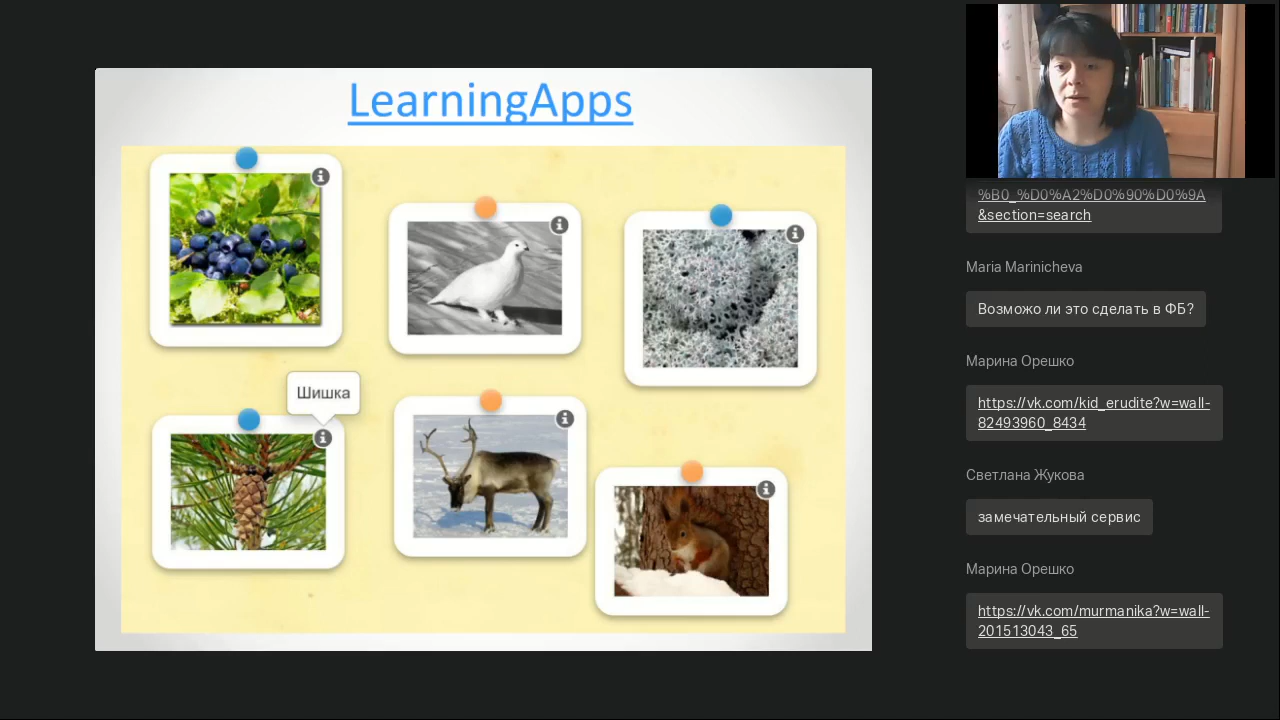 LearningApps
Шишка
%B0_%D0%A2%D0%90%D0%9A
&section=search
Maria Marinicheva
Возможо ли это сделать в ФБ?
Марина Орешко
https://vk.com/kid_erudite?w=wall-
82493960_8434
Светлана Жукова
замечательный сервис
Марина Орешко
https://vk.com/murmanika?w=wall-
201513043_65